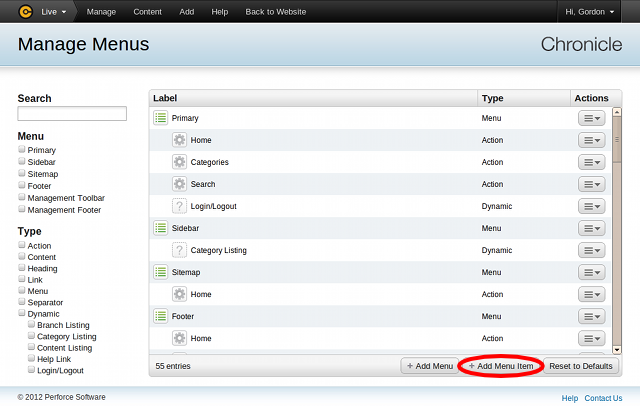 Live Manage Content Add Help Back to Website Hi, Gordon
Manage Menus
Chronicle
Search
Menu
Primary
Sidebar
Sitemap
Footer
Management Toolbar
Management Footer
Type
Action
Content
Heading
Link
Menu
Separator
Dynamic
Branch Listing
Category Listing
Content Listing
Help Link
Login/Logout
Label Type Actions
Primary Menu
Home Action
Categories Action
Search Action
? Login/Logout Dynamic
Sidebar Menu
? Category Listing Dynamic
Sitemap Menu
Home Action
Footer Menu
Home Action
55 entries + Add Menu + Add Menu Item Reset to Defaults
© 2012 Perforce Software Help Contact Us